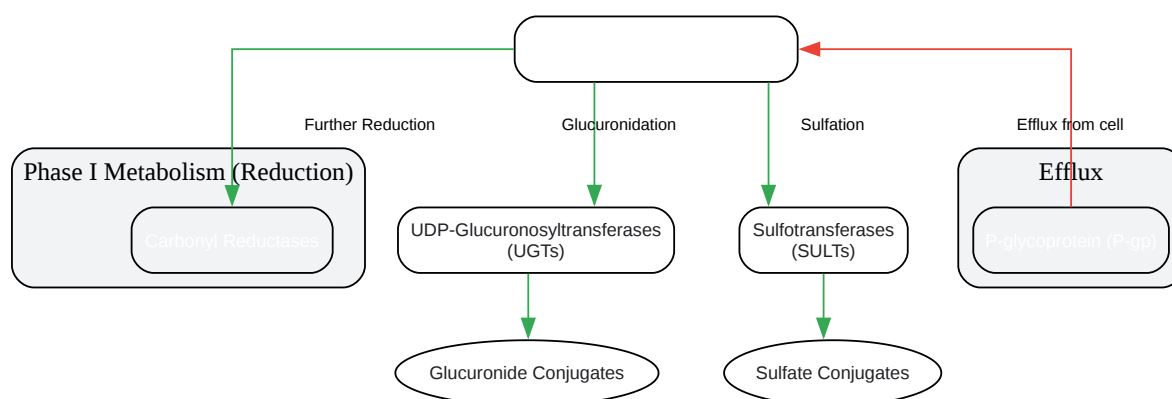 Further Reduction
Glucuronidation
Sulfation
Efflux from cell
Phase I Metabolism (Reduction)
Efflux
Carbonyl Reductases
UDP-Glucuronosyltransferases
(UGTs)
Sulfotransferases
(SULTs)
P-glycoprotein (P-gp)
Glucuronide Conjugates
Sulfate Conjugates